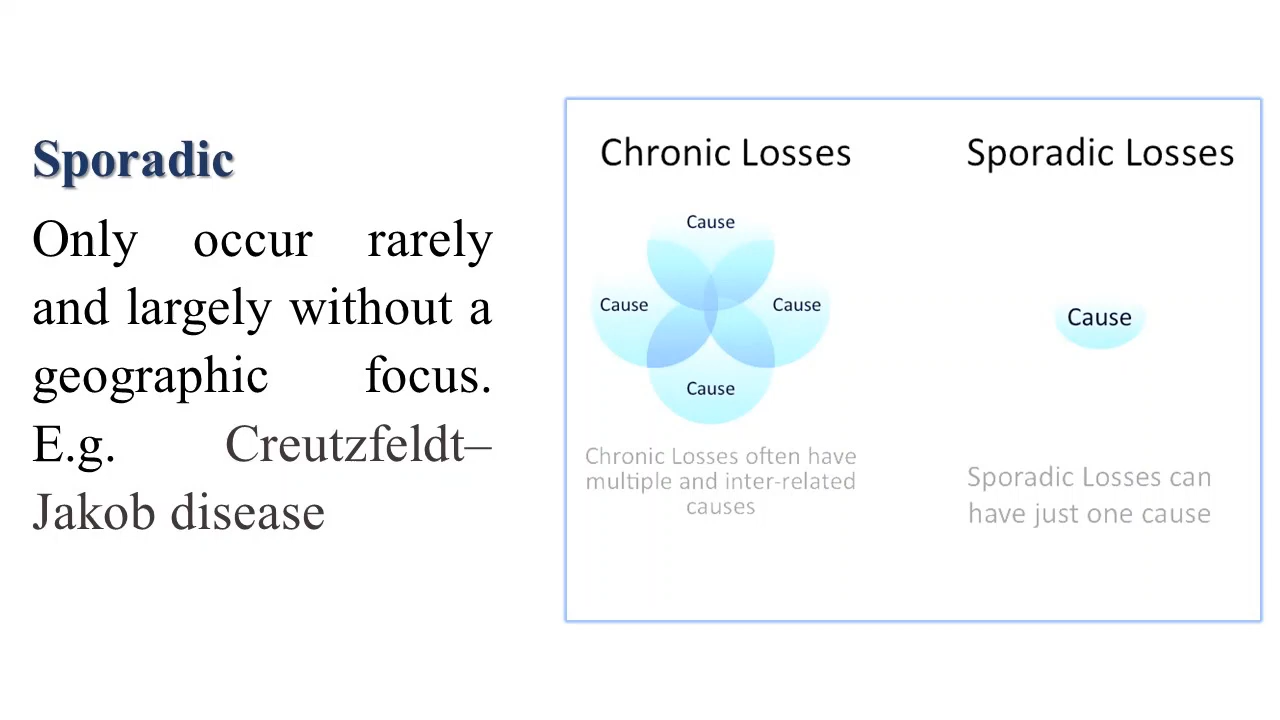 Sporadic
Only occur rarely
and largely without a
geographic focus.
E.g. Creutzfeldt–
Jakob disease
Chronic Losses
Cause
Cause
Cause
Cause
Chronic Losses often have
multiple and inter-related
causes
Sporadic Losses
Cause
Sporadic Losses can
have just one cause